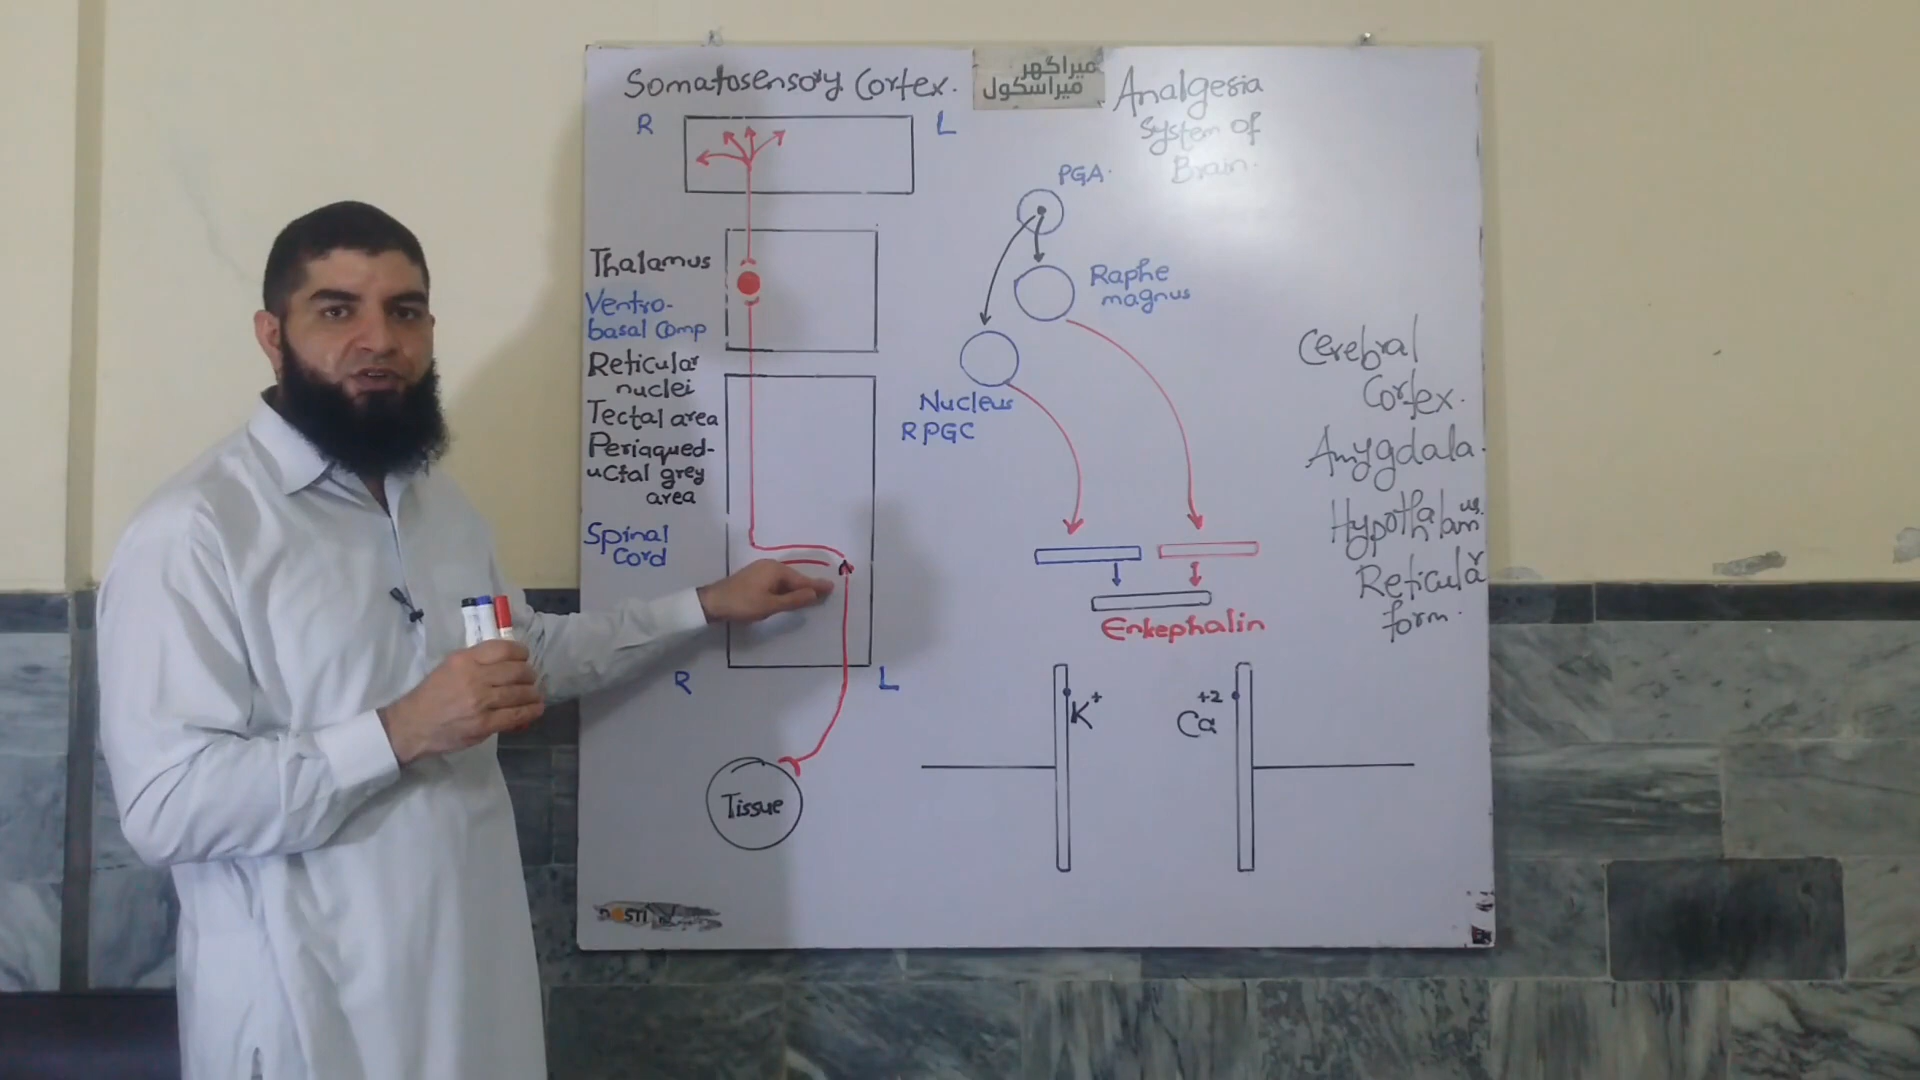 Somatosensory Cortex.
R
L
Thalamus
Ventro-
basal Comp
Reticular
nuclei
Tectal area
Periaqued-
uctal grey
area
Spinal
Cord
R
L
Tissue
DOSTI
میراگھر
میراسکول
Analgesia
System of
Brain.
PGA.
Raphe
magnus
Nucleus
RPGC
Enkephalin
K+
Ca+2
Cerebral
Cortex.
Amygdala.
Hypothalamus.
Reticular
form.